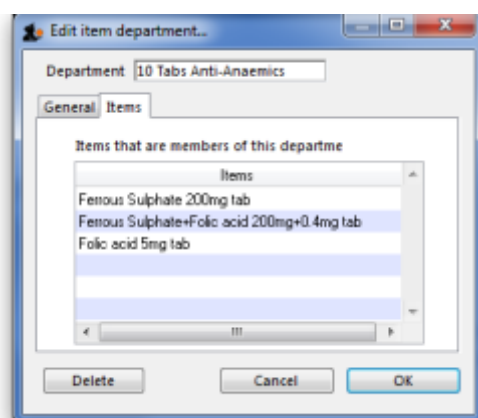 Edit item department...
Department 10 Tabs Anti-Anaemics
General Items
Items that are members of this departme
Items
Ferrous Sulphate 200mg tab
Ferrous Sulphate+Folic acid 200mg+0.4mg tab
Folic acid 5mg tab
Delete Cancel OK